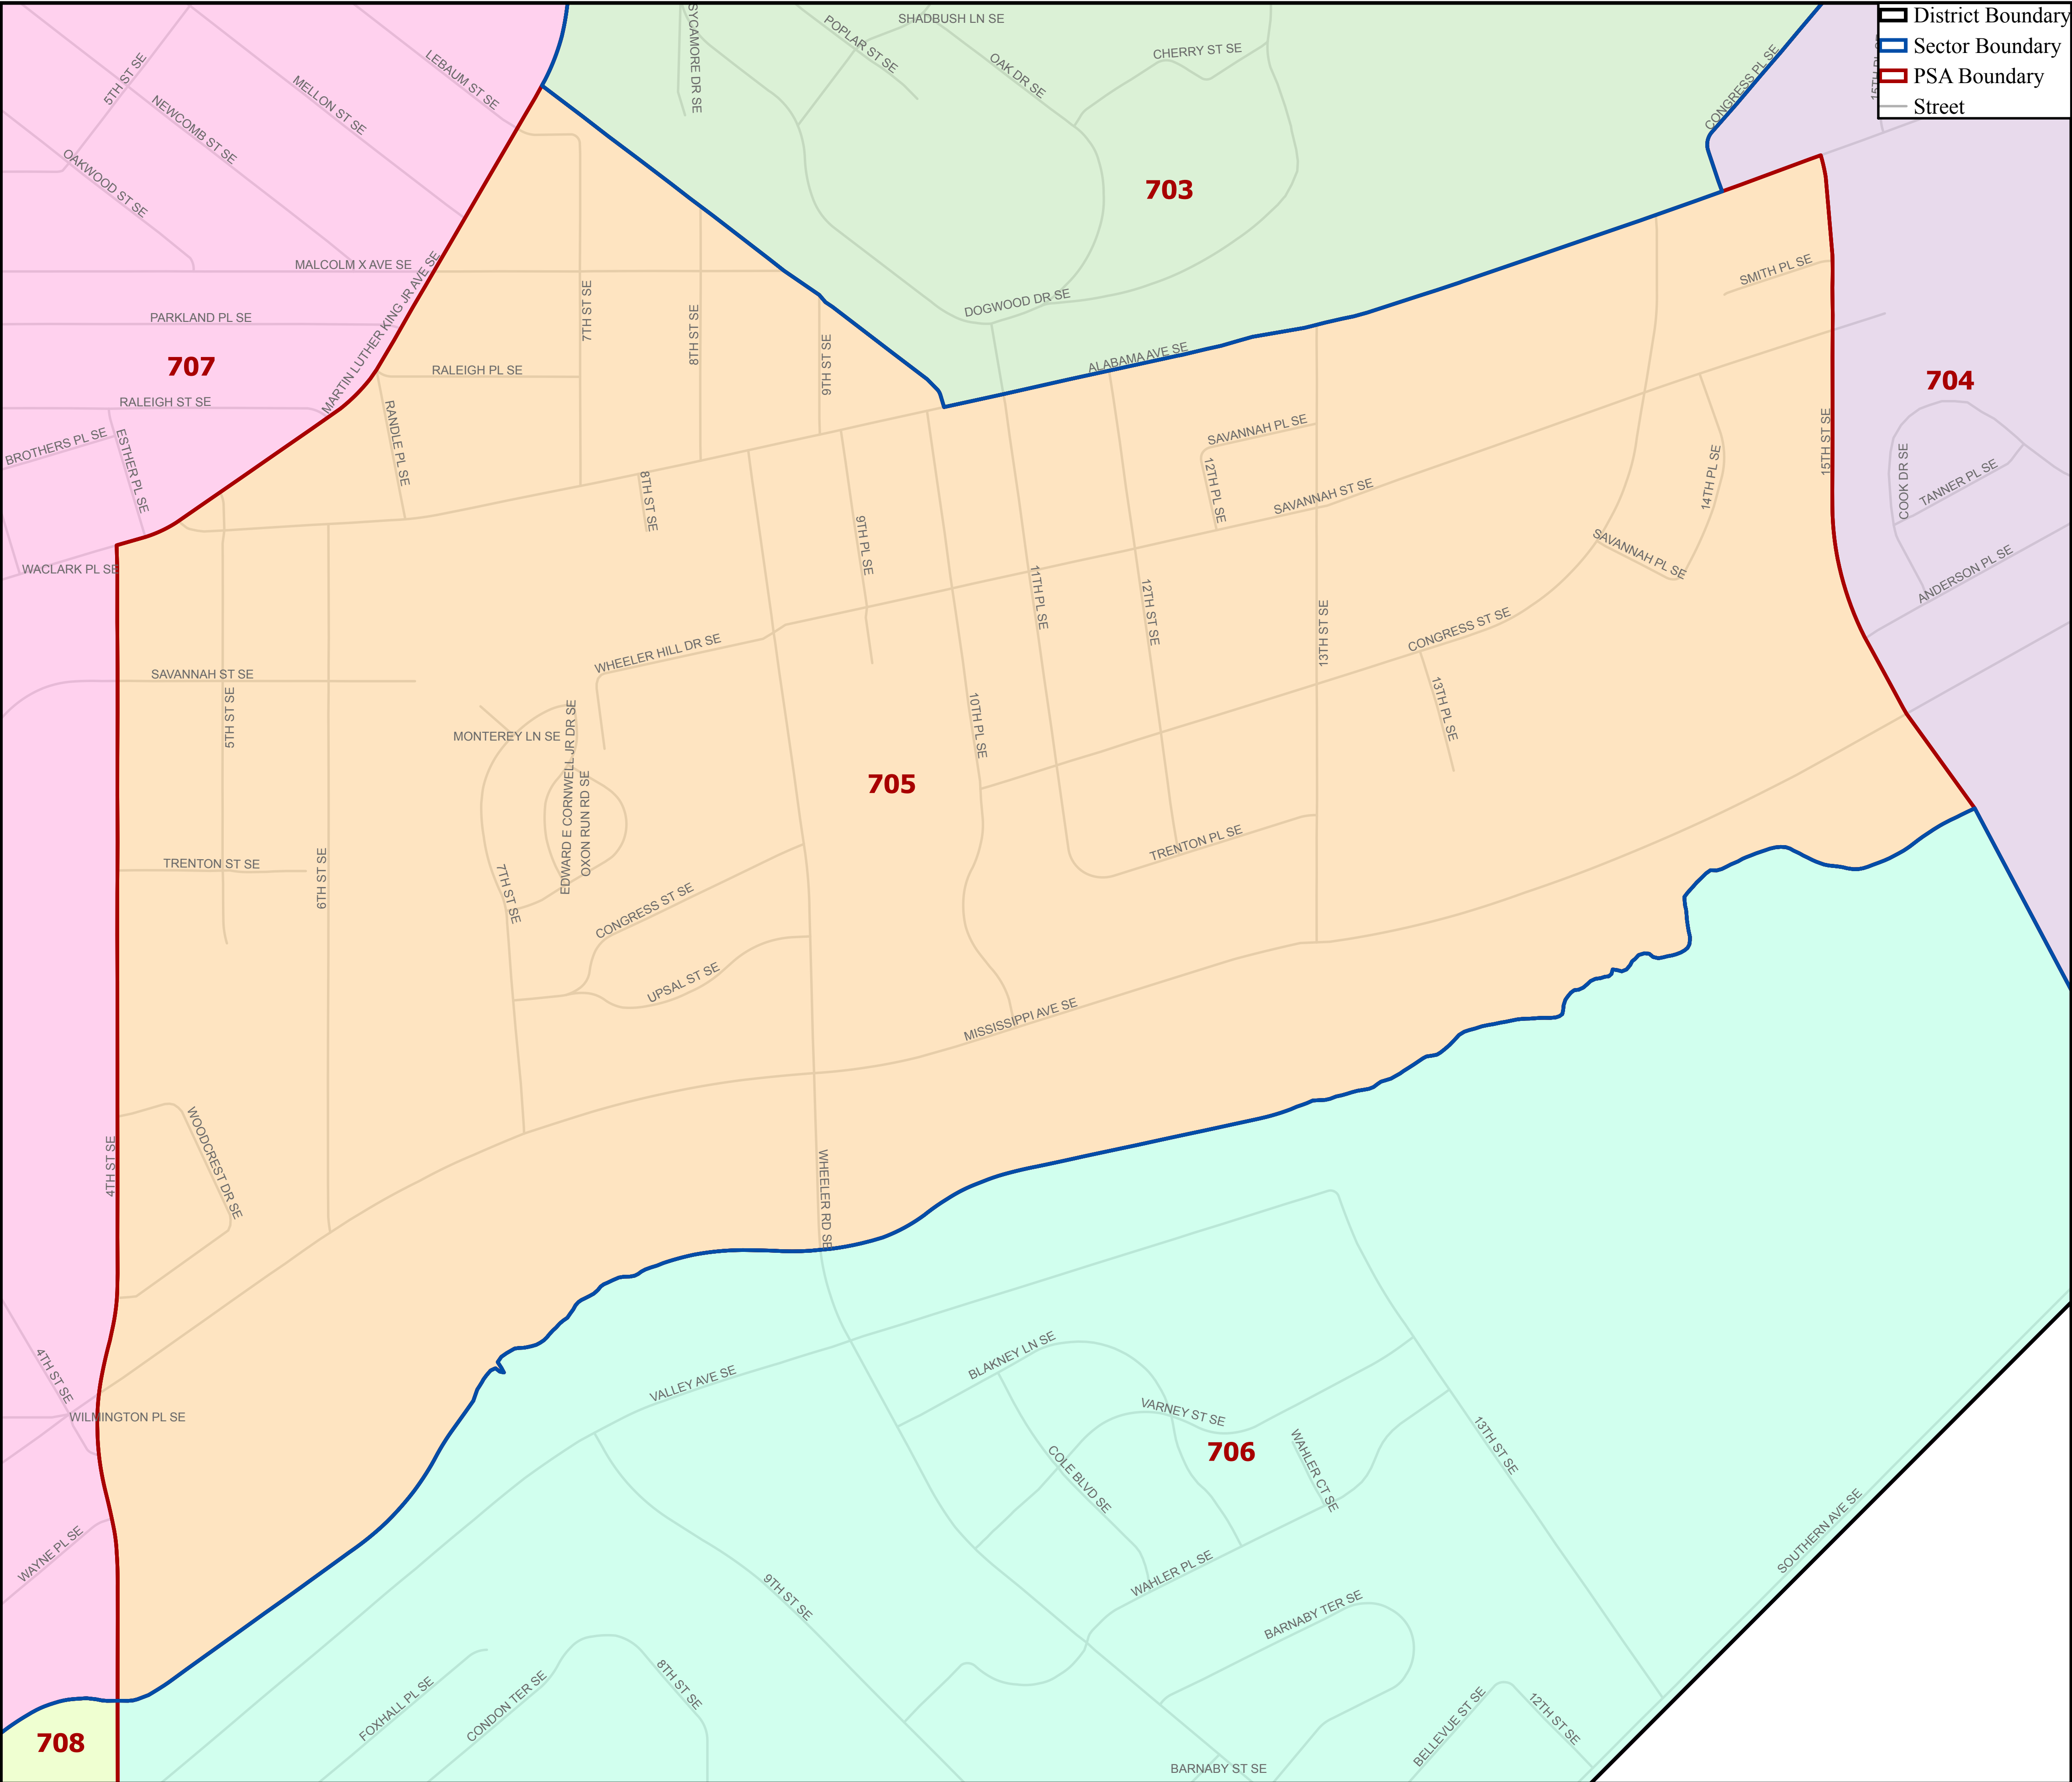 District Boundary
Sector Boundary
PSA Boundary
Street
SYCAMORE DR SE
POPLAR ST SE
SHADBUSH LN SE
OAK DR SE
CHERRY ST SE
CONGRESS PL SE
5TH ST SE
NEWCOMB ST SE
MELLON ST SE
LEBAUM ST SE
OAKWOOD ST SE
703
MALCOLM X AVE SE
MARTIN LUTHER KING JR AVE SE
PARKLAND PL SE
707
RALEIGH ST SE
BROTHERS PL SE
ESTHER PL SE
WACLARK PL SE
RALEIGH PL SE
RANDLE PL SE
7TH ST SE
8TH ST SE
9TH ST SE
8TH ST SE
DOGWOOD DR SE
ALABAMA AVE SE
SMITH PL SE
704
15TH ST SE
COOK DR SE
TANNER PL SE
ANDERSON PL SE
SAVANNAH PL SE
12TH PL SE
SAVANNAH ST SE
14TH PL SE
SAVANNAH PL SE
9TH PL SE
11TH PL SE
12TH ST SE
13TH ST SE
CONGRESS ST SE
13TH PL SE
WHEELER HILL DR SE
SAVANNAH ST SE
5TH ST SE
MONTEREY LN SE
EDWARD E CORNWELL JR DR SE
OXON RUN RD SE
10TH PL SE
705
TRENTON PL SE
TRENTON ST SE
6TH ST SE
7TH ST SE
CONGRESS ST SE
UPSAL ST SE
MISSISSIPPI AVE SE
4TH ST SE
WOODCREST DR SE
WHEELER RD SE
4TH ST SE
WILMINGTON PL SE
WAYNE PL SE
VALLEY AVE SE
BLAKNEY LN SE
VARNEY ST SE
706
COLE BLVD SE
WAHLER CT SE
13TH ST SE
WAHLER PL SE
SOUTHERN AVE SE
9TH ST SE
BARNABY TER SE
FOXHALL PL SE
CONDON TER SE
8TH ST SE
BELLEVUE ST SE
12TH ST SE
BARNABY ST SE
708